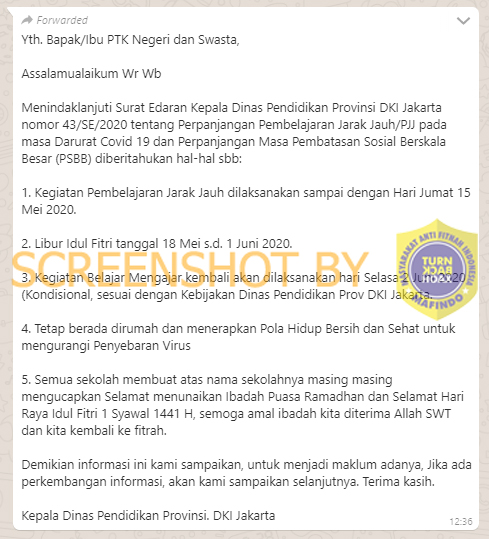 Forwarded
Yth. Bapak/Ibu PTK Negeri dan Swasta,
Assalamualaikum Wr Wb
Menindaklanjuti Surat Edaran Kepala Dinas Pendidikan Provinsi DKI Jakarta
nomor 43/SE/2020 tentang Perpanjangan Pembelajaran Jarak Jauh/PJJ pada
masa Darurat Covid 19 dan Perpanjangan Masa Pembatasan Sosial Berskala
Besar (PSBB) diberitahukan hal-hal sbb:
1. Kegiatan Pembelajaran Jarak Jauh dilaksanakan sampai dengan Hari Jumat 15
Mei 2020.
2. Libur Idul Fitri tanggal 18 Mei s.d. 1 Juni 2020.
SCREENSHOT BY
MASYARAKAT ANTI FITNAH INDONESIA
TURN
BACK
HOAX
MAFINDO
3. Kegiatan Belajar Mengajar kembali akan dilaksanakan hari Selasa 2 Juni 2020
(Kondisional, sesuai dengan Kebijakan Dinas Pendidikan Prov DKI Jakarta.
4. Tetap berada dirumah dan menerapkan Pola Hidup Bersih dan Sehat untuk
mengurangi Penyebaran Virus
5. Semua sekolah membuat atas nama sekolahnya masing masing
mengucapkan Selamat menunaikan Ibadah Puasa Ramadhan dan Selamat Hari
Raya Idul Fitri 1 Syawal 1441 H, semoga amal ibadah kita diterima Allah SWT
dan kita kembali ke fitrah.
Demikian informasi ini kami sampaikan, untuk menjadi maklum adanya, Jika ada
perkembangan informasi, akan kami sampaikan selanjutnya. Terima kasih.
Kepala Dinas Pendidikan Provinsi. DKI Jakarta
12:36